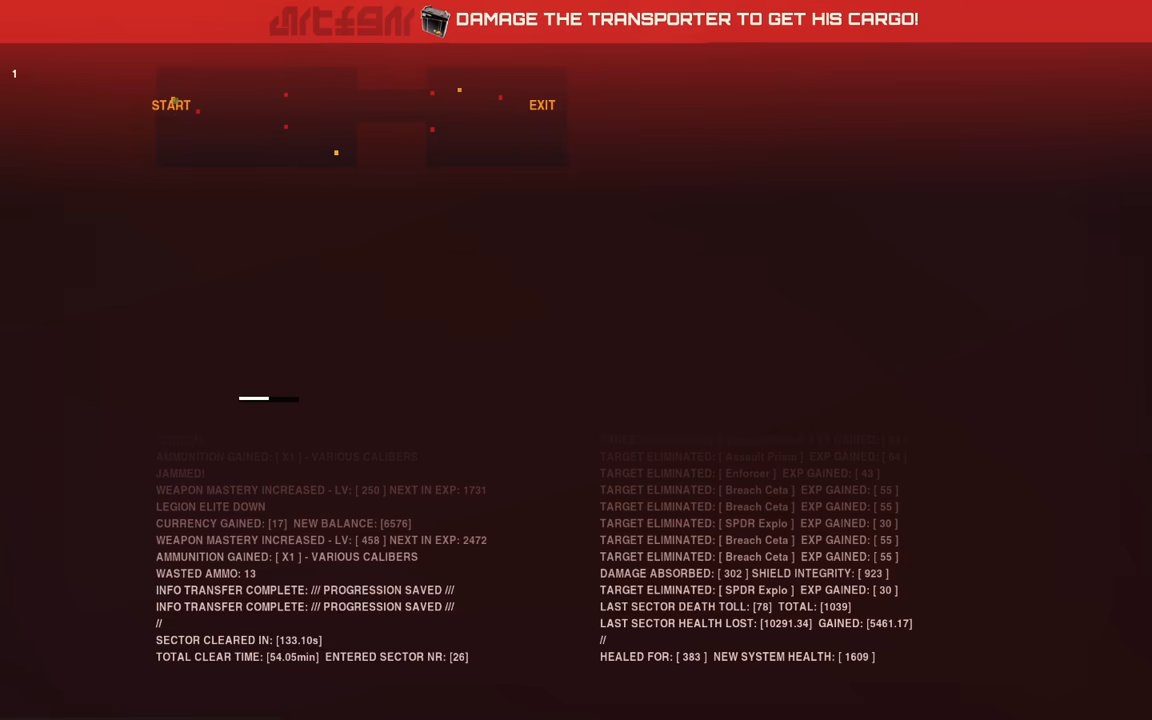 DAMAGE THE TRANSPORTER TO GET HIS CARGO!
1
START
EXIT
AMMUNITION GAINED: [ X1 ] - VARIOUS CALIBERS
JAMMED!
WEAPON MASTERY INCREASED - LV: [ 250 ] NEXT IN EXP: 1731
LEGION ELITE DOWN
CURRENCY GAINED: [17]  NEW BALANCE: [6576]
WEAPON MASTERY INCREASED - LV: [ 458 ] NEXT IN EXP: 2472
AMMUNITION GAINED: [ X1 ] - VARIOUS CALIBERS
WASTED AMMO: 13
INFO TRANSFER COMPLETE: /// PROGRESSION SAVED ///
INFO TRANSFER COMPLETE: /// PROGRESSION SAVED ///
//
SECTOR CLEARED IN: [133.10s]
TOTAL CLEAR TIME: [54.05min]  ENTERED SECTOR NR: [26]
TARGET ELIMINATED: [ Assault Prism ]  EXP GAINED: [ 54 ]
TARGET ELIMINATED: [ Enforcer ]  EXP GAINED: [ 43 ]
TARGET ELIMINATED: [ Breach Ceta ]  EXP GAINED: [ 55 ]
TARGET ELIMINATED: [ Breach Ceta ]  EXP GAINED: [ 55 ]
TARGET ELIMINATED: [ SPDR Explo ]  EXP GAINED: [ 30 ]
TARGET ELIMINATED: [ Breach Ceta ]  EXP GAINED: [ 55 ]
TARGET ELIMINATED: [ Breach Ceta ]  EXP GAINED: [ 55 ]
DAMAGE ABSORBED: [ 302 ] SHIELD INTEGRITY: [ 923 ]
TARGET ELIMINATED: [ SPDR Explo ]  EXP GAINED: [ 30 ]
LAST SECTOR DEATH TOLL: [78]  TOTAL: [1039]
LAST SECTOR HEALTH LOST: [10291.34]  GAINED: [5461.17]
//
HEALED FOR: [ 383 ]  NEW SYSTEM HEALTH: [ 1609 ]